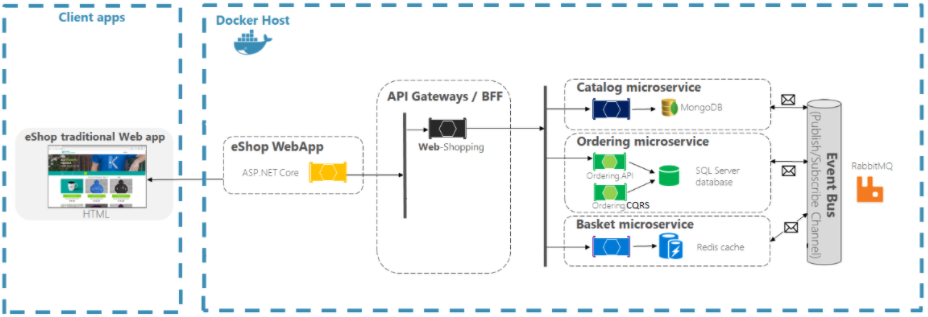 Client apps
Docker Host
eShop traditional Web app
HTML
eShop WebApp
ASP.NET Core
API Gateways / BFF
Web-Shopping
Catalog microservice
MongoDB
Ordering microservice
Ordering.API
SQL Server
database
Ordering.CQRS
Basket microservice
Redis cache
Event Bus
(Publish/Subscribe Channel)
RabbitMQ